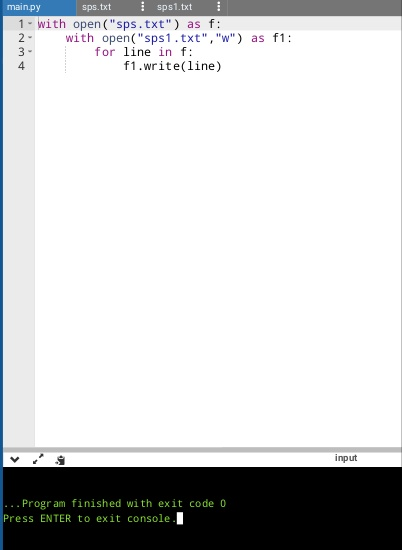 main.py sps.txt sps1.txt
1 with open("sps.txt") as f:
2 with open("sps1.txt","w") as f1:
3 for line in f:
4 f1.write(line)
input
...Program finished with exit code 0
Press ENTER to exit console.